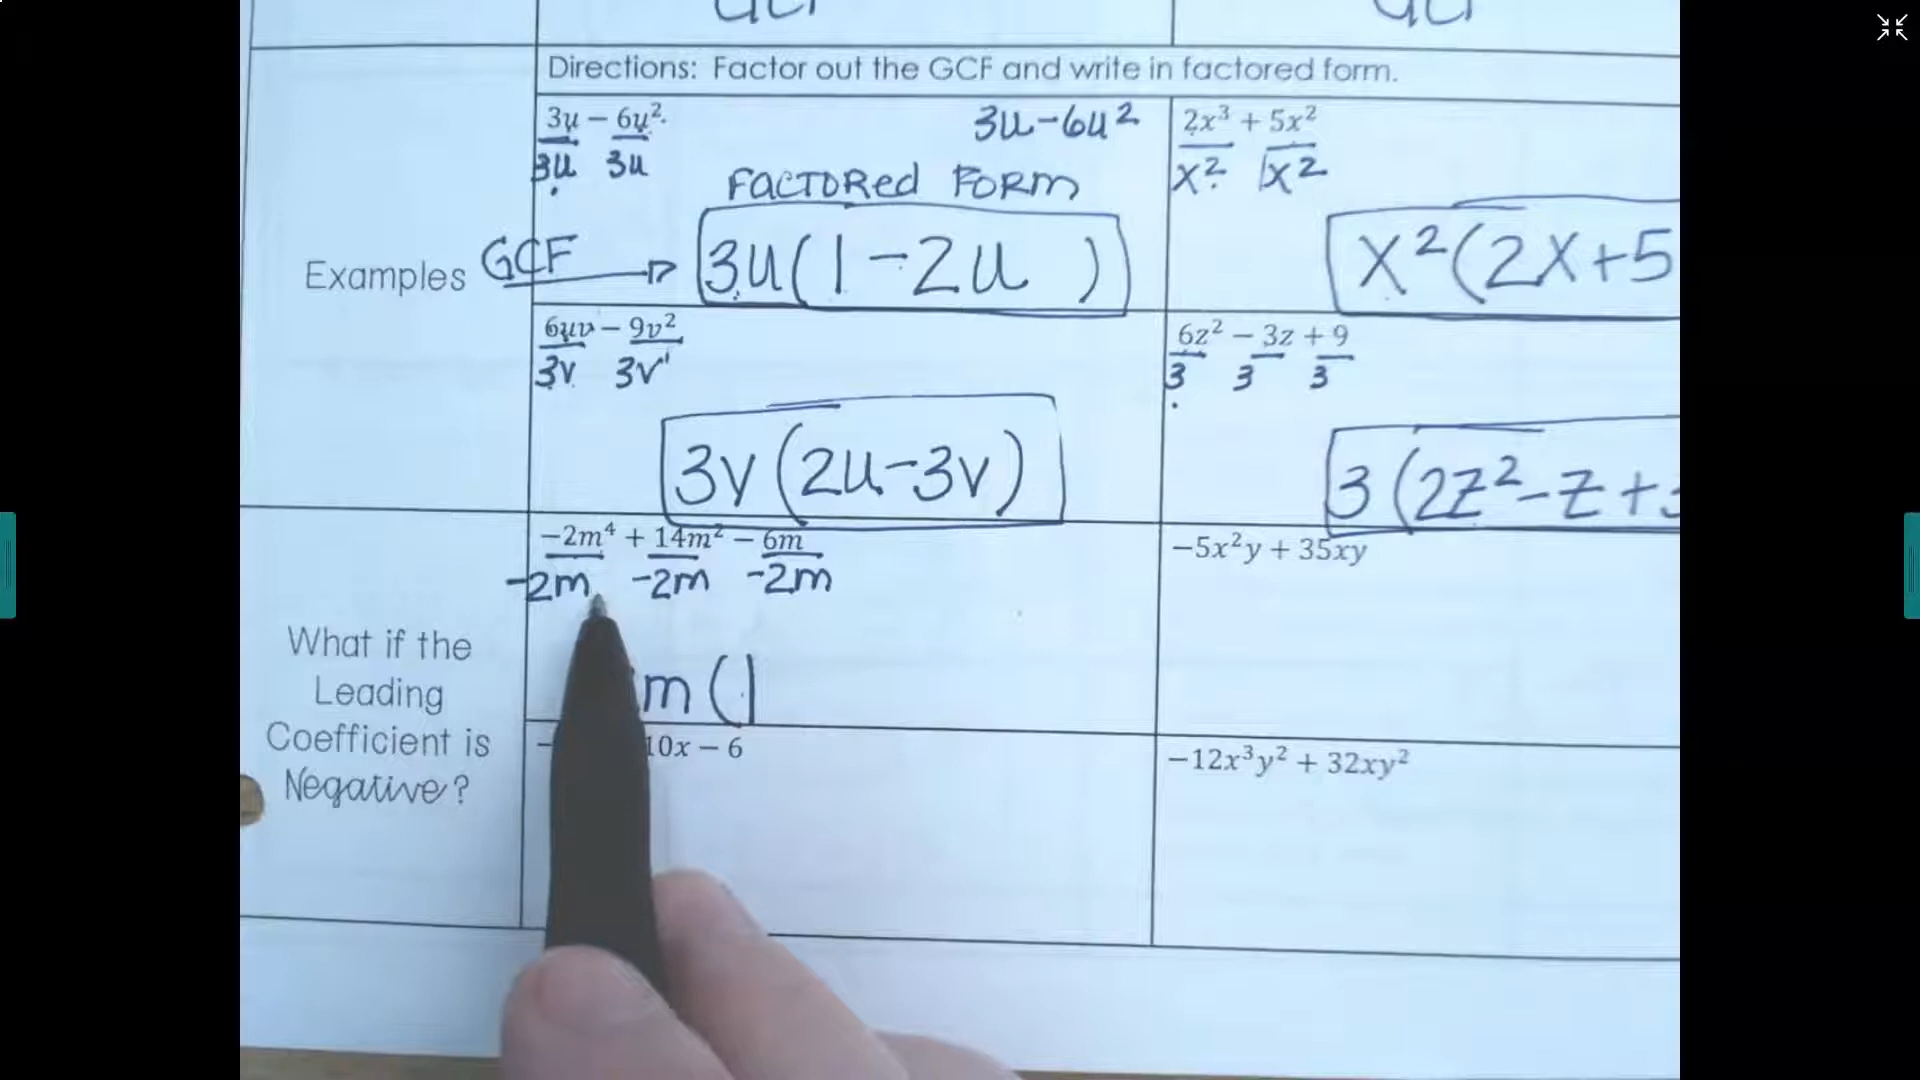 Directions: Factor out the GCF and write in factored form.
3u − 6u².
3u 3u
3u-6u²
FACTORED FORM
GCF
3u(1-2u )
2x³ + 5x²
x² x²
x²(2x+5
Examples
6uv − 9v²
3v 3v'
3v(2u-3v)
6z² − 3z + 9
3 3 3
3(2z²-z+3
−2m⁴ + 14m² − 6m
-2m -2m -2m
m(1
−5x²y + 35xy
What if the
Leading
Coefficient is
Negative?
10x − 6
−12x³y² + 32xy²